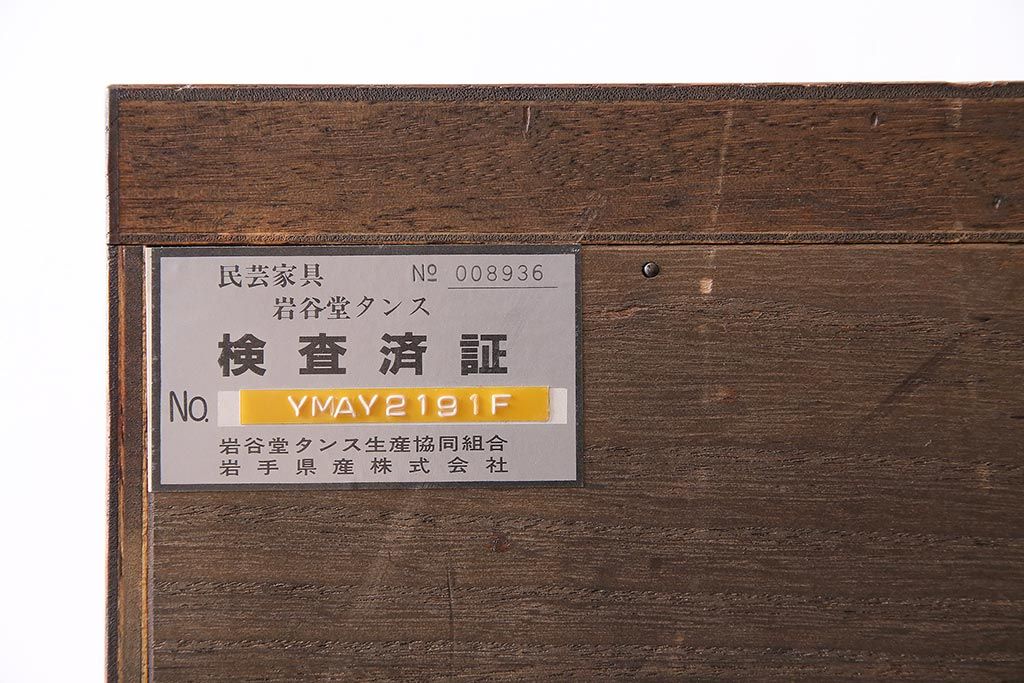 民芸家具 № 008936
岩谷堂タンス
検査済証
No. YMAY2191F
岩谷堂タンス生産協同組合
岩手県産株式会社